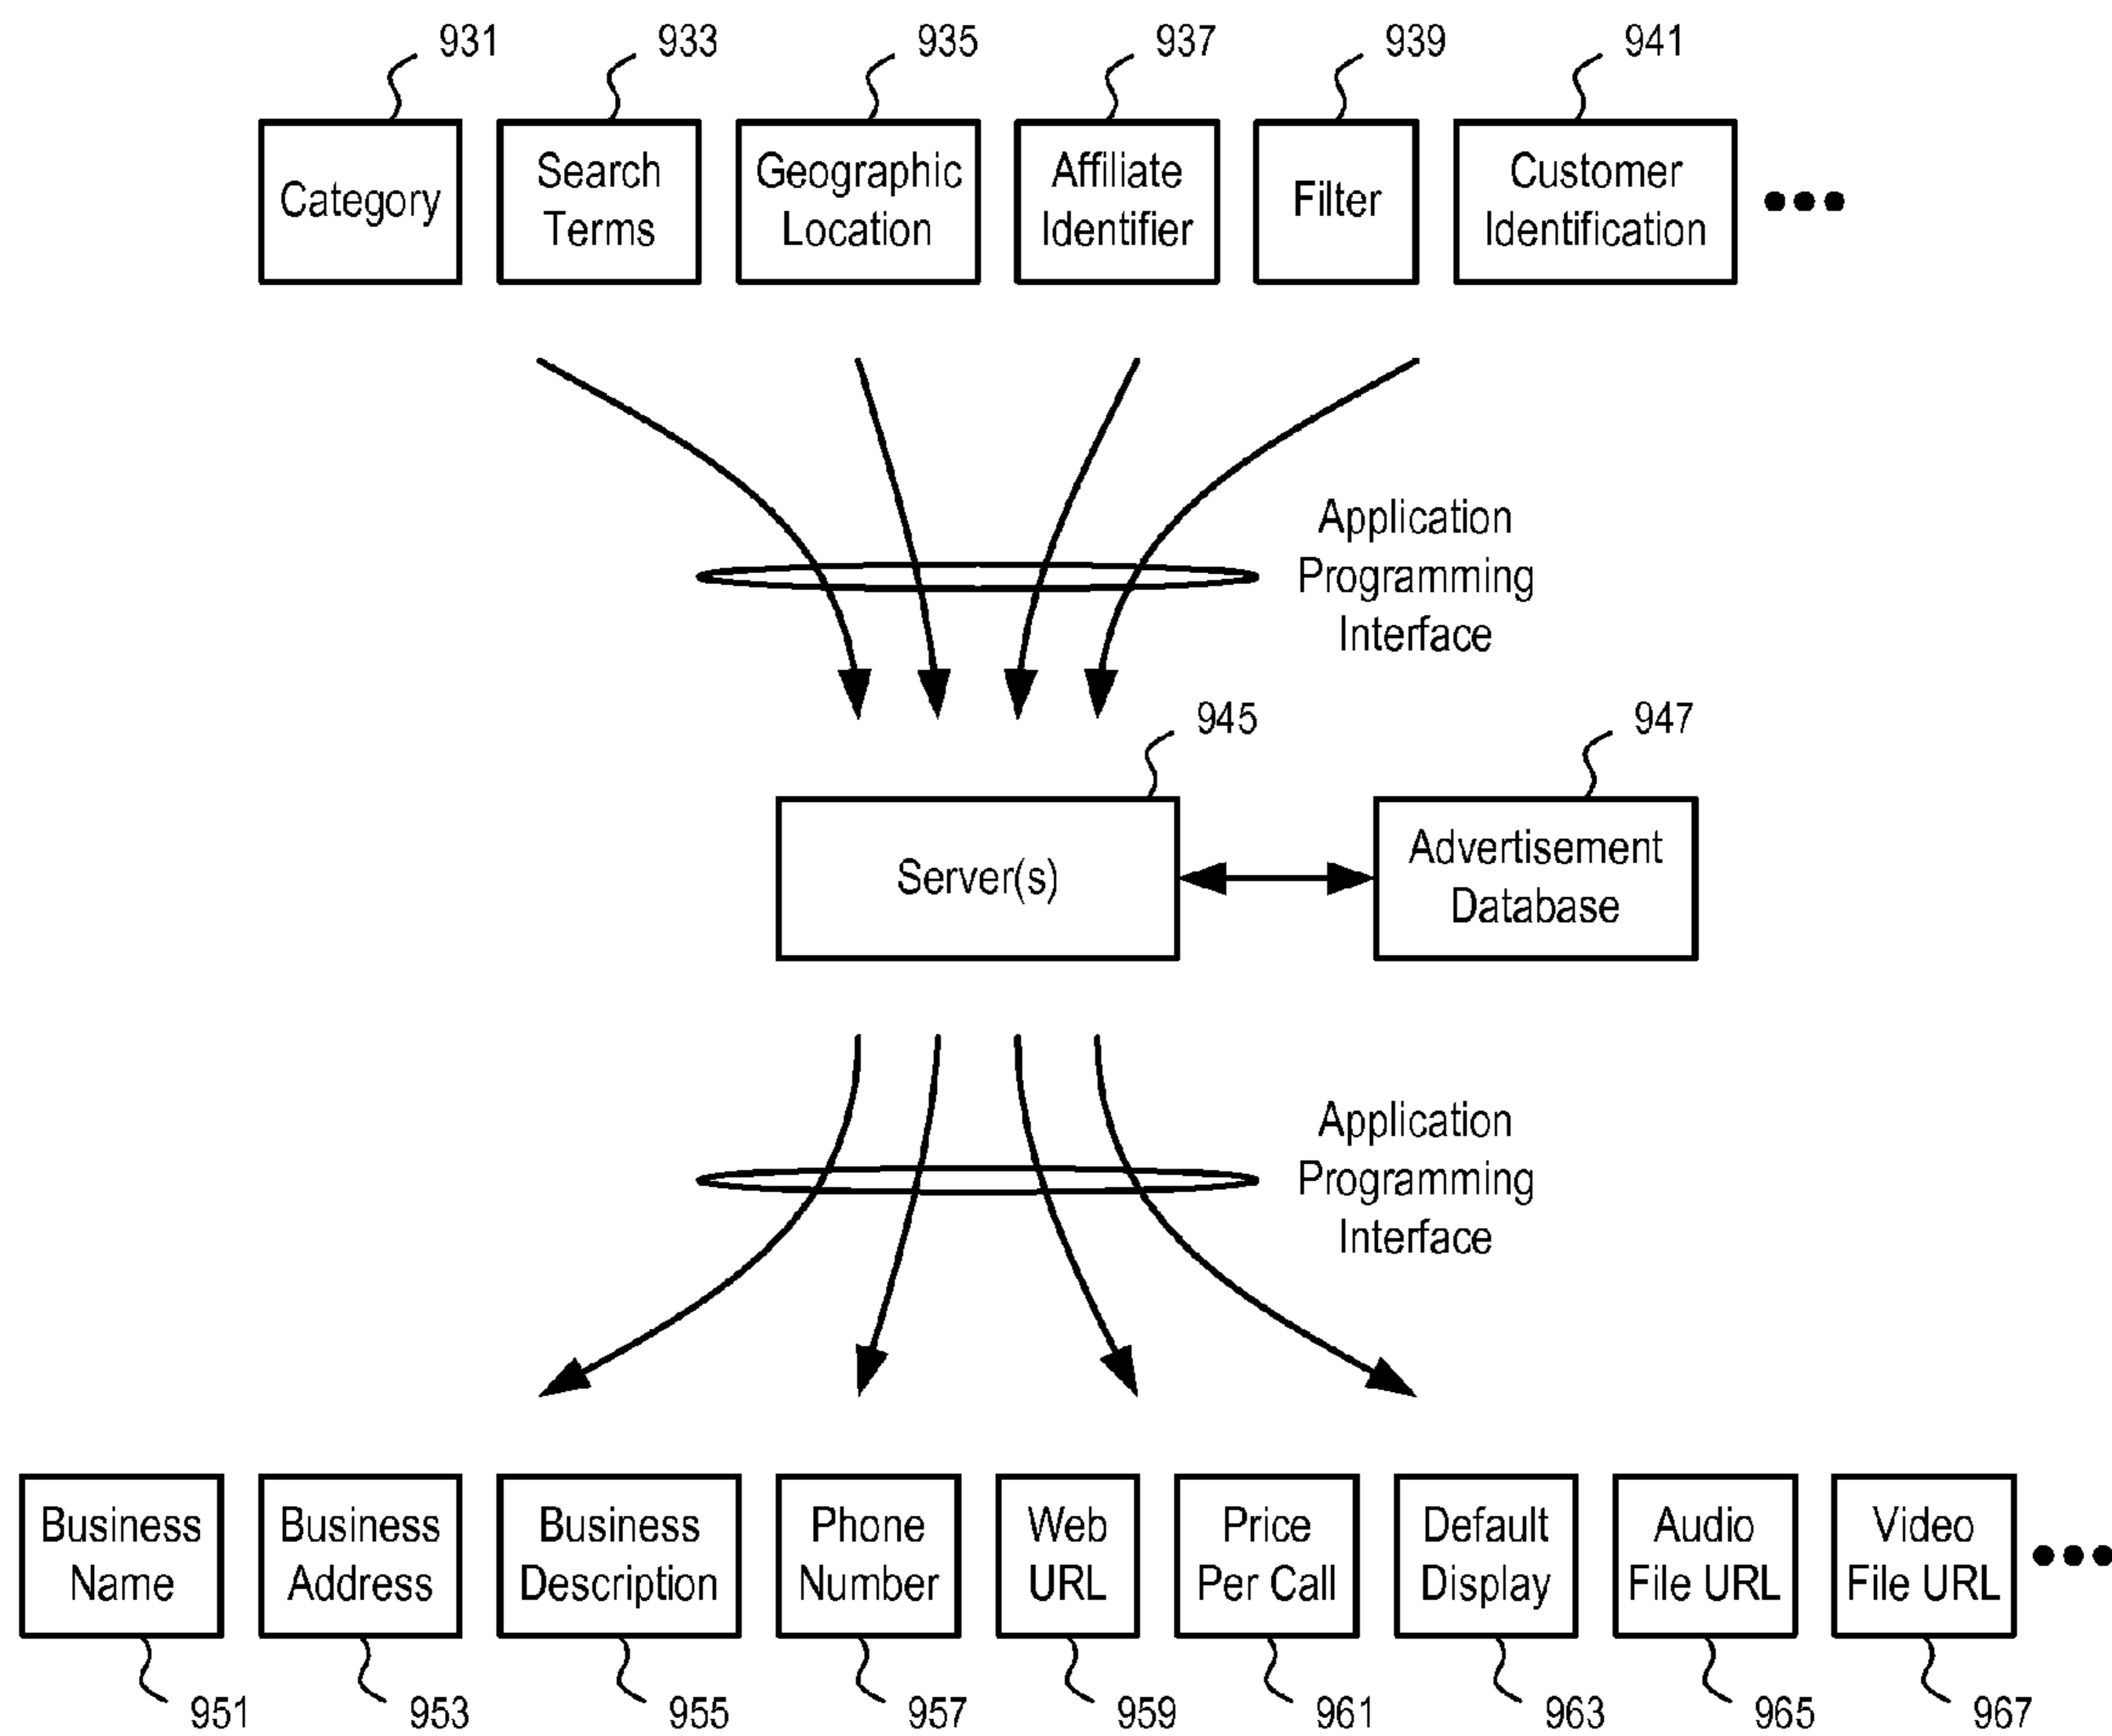 931
933
935
937
939
941
Category
Search
Terms
Geographic
Location
Affiliate
Identifier
Filter
Customer
Identification
Application
Programming
Interface
945
947
Server(s)
Advertisement
Database
Application
Programming
Interface
Business
Name
Business
Address
Business
Description
Phone
Number
Web
URL
Price
Per Call
Default
Display
Audio
File URL
Video
File URL
951
953
955
957
959
961
963
965
967